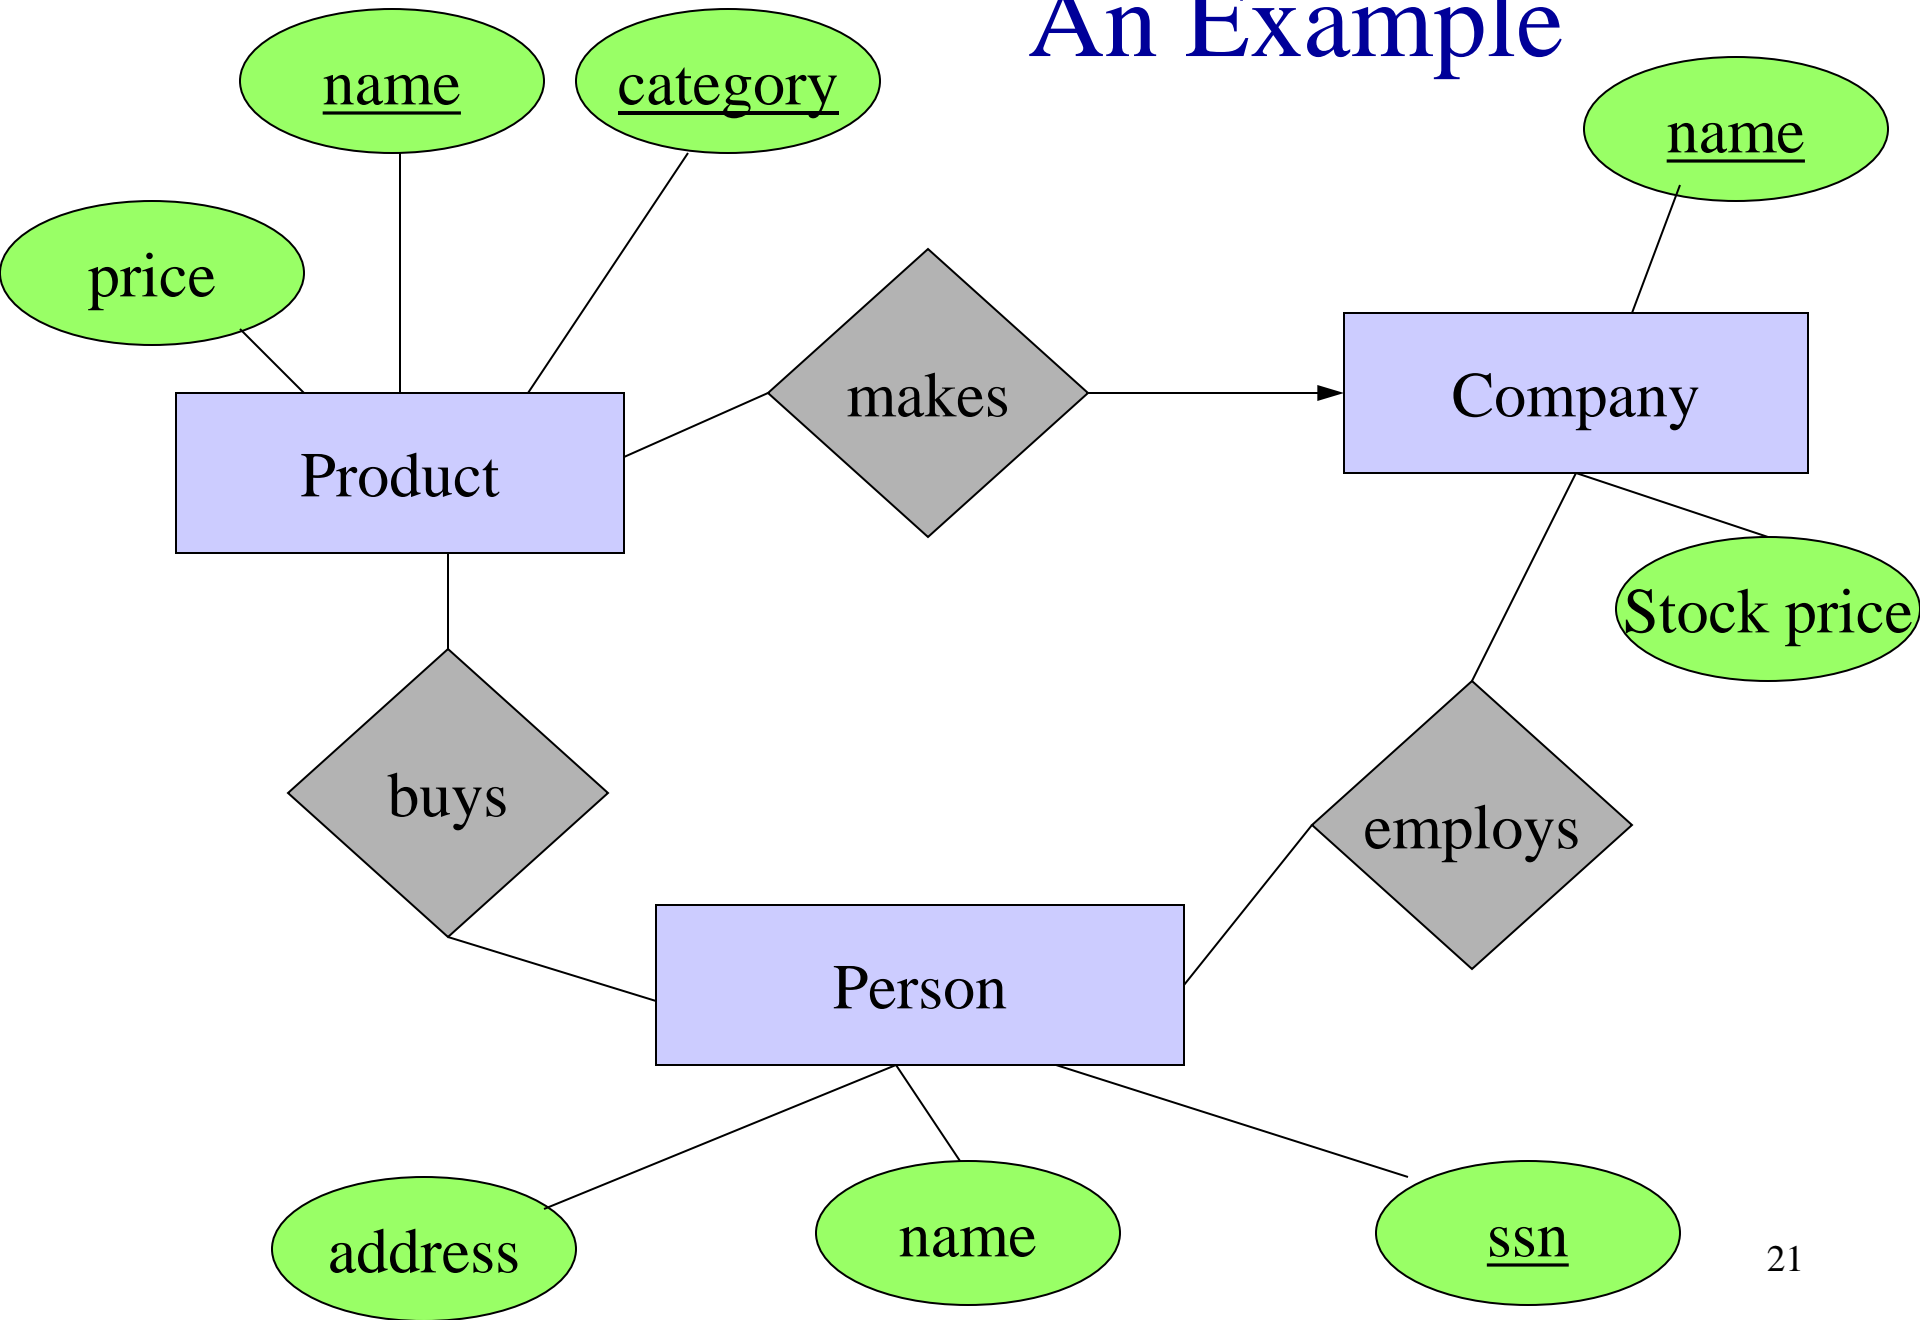 An Example
name
category
name
price
makes
Company
Product
Stock price
buys
employs
Person
address
name
ssn
21